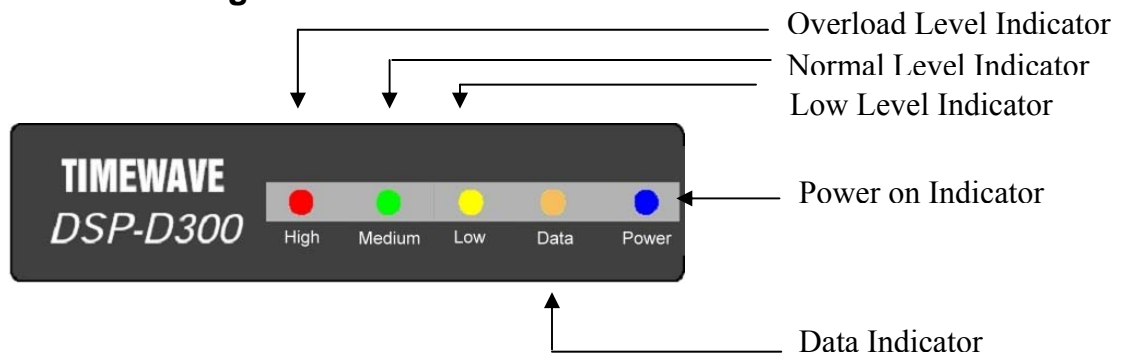 Overload Level Indicator
Normal Level Indicator
Low Level Indicator
TIMEWAVE
DSP-D300
High Medium Low Data Power
Power on Indicator
Data Indicator